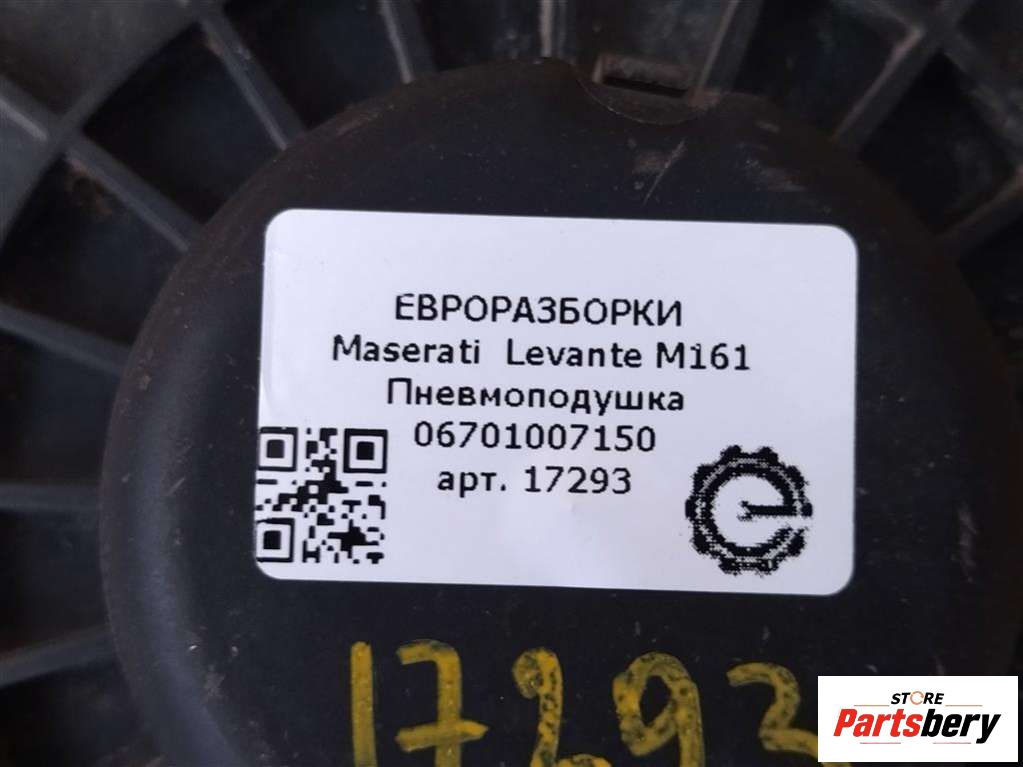 ЕВРОРАЗБОРКИ
Maserati Levante M161
Пневмоподушка
06701007150
арт. 17293
17293
STORE
Partsbery